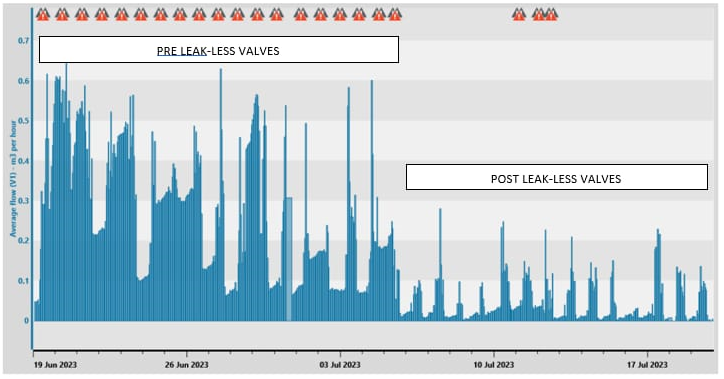 0.7
PRE LEAK-LESS VALVES
0.6
0.5
0.4
POST LEAK-LESS VALVES
0.3
0.2
0.1
0
Average flow (V1) - m3 per hour
19 Jun 2023
26 Jun 2023
03 Jul 2023
10 Jul 2023
17 Jul 2023